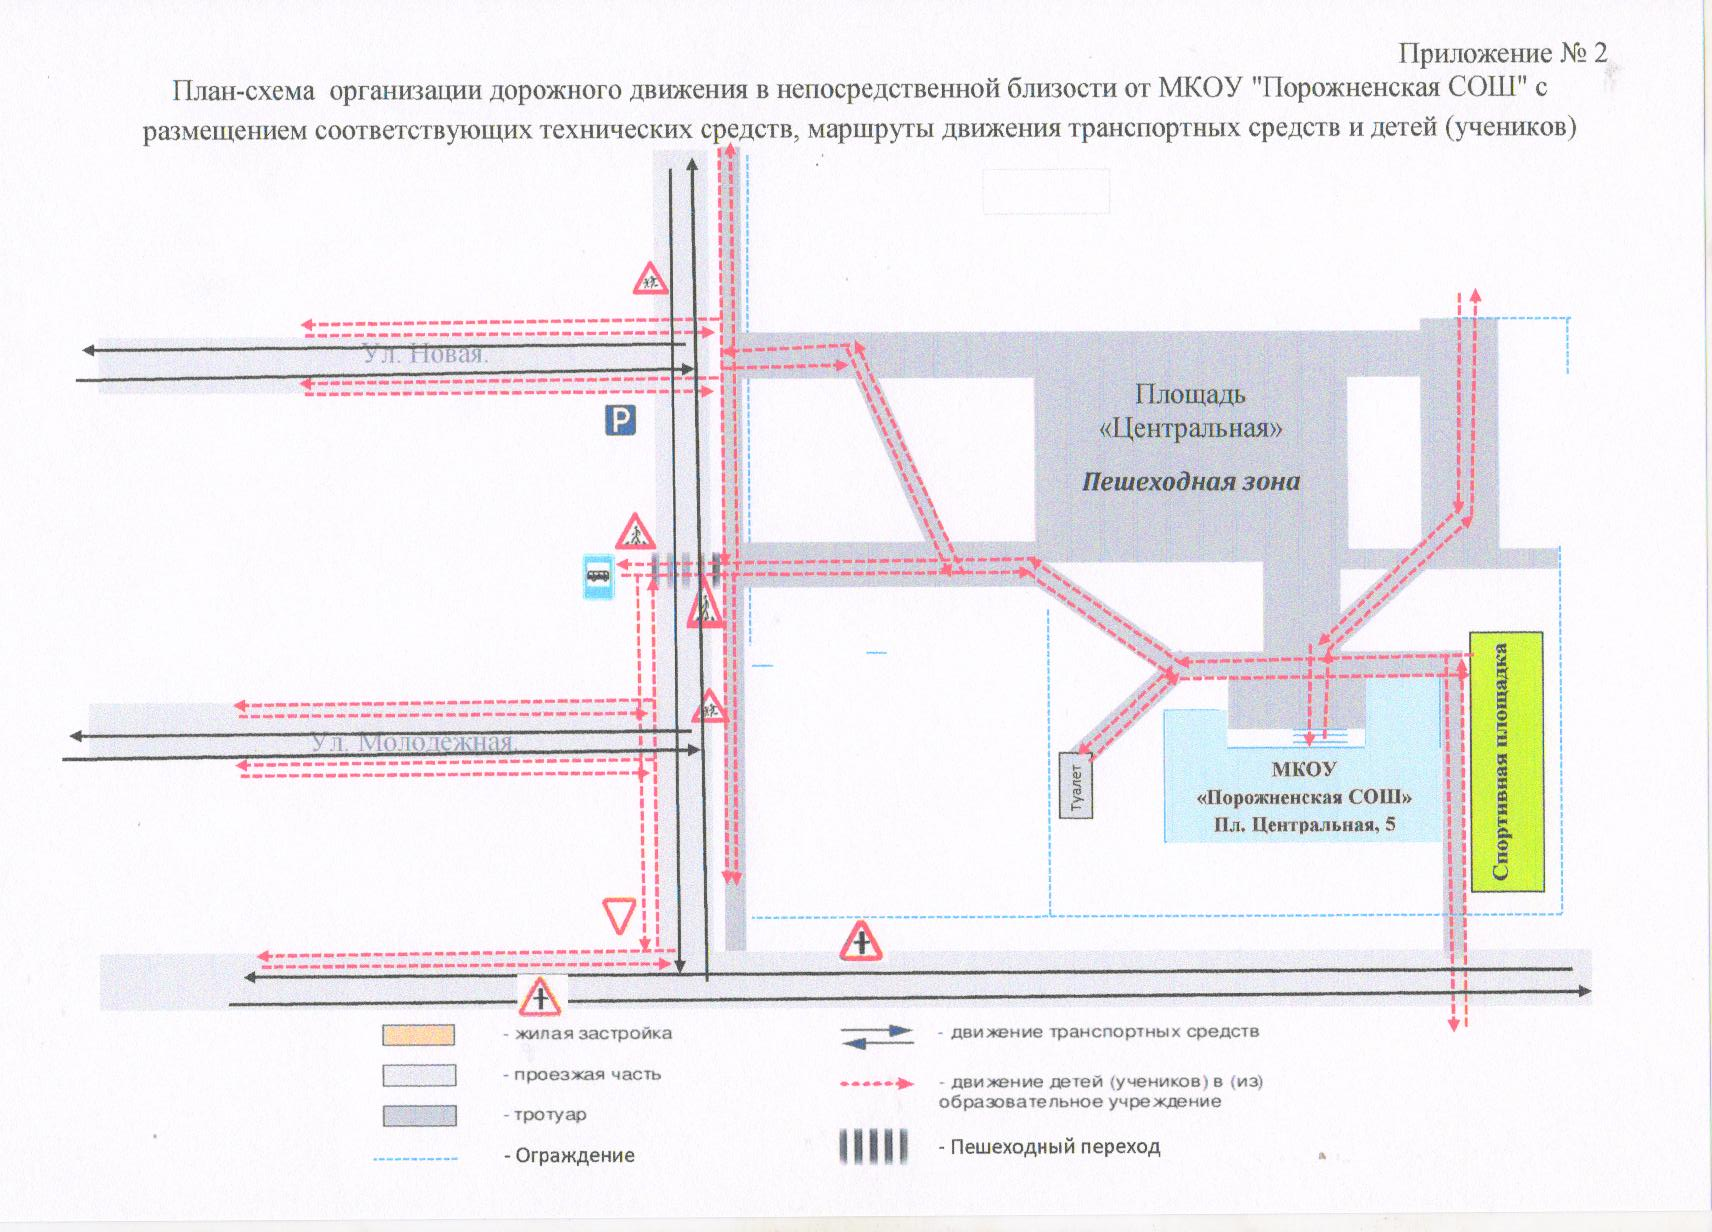 Приложение № 2
План-схема организации дорожного движения в непосредственной близости от МКОУ "Порожненская СОШ" с
размещением соответствующих технических средств, маршруты движения транспортных средств и детей (учеников)
Ул. Новая.
P
Площадь
«Центральная»
Пешеходная зона
Ул. Молодежная.
Туалет
МКОУ
«Порожненская СОШ»
Пл. Центральная, 5
Спортивная площадка
- жилая застройка
- проезжая часть
- тротуар
- Ограждение
- движение транспортных средств
- движение детей (учеников) в (из)
образовательное учреждение
- Пешеходный переход